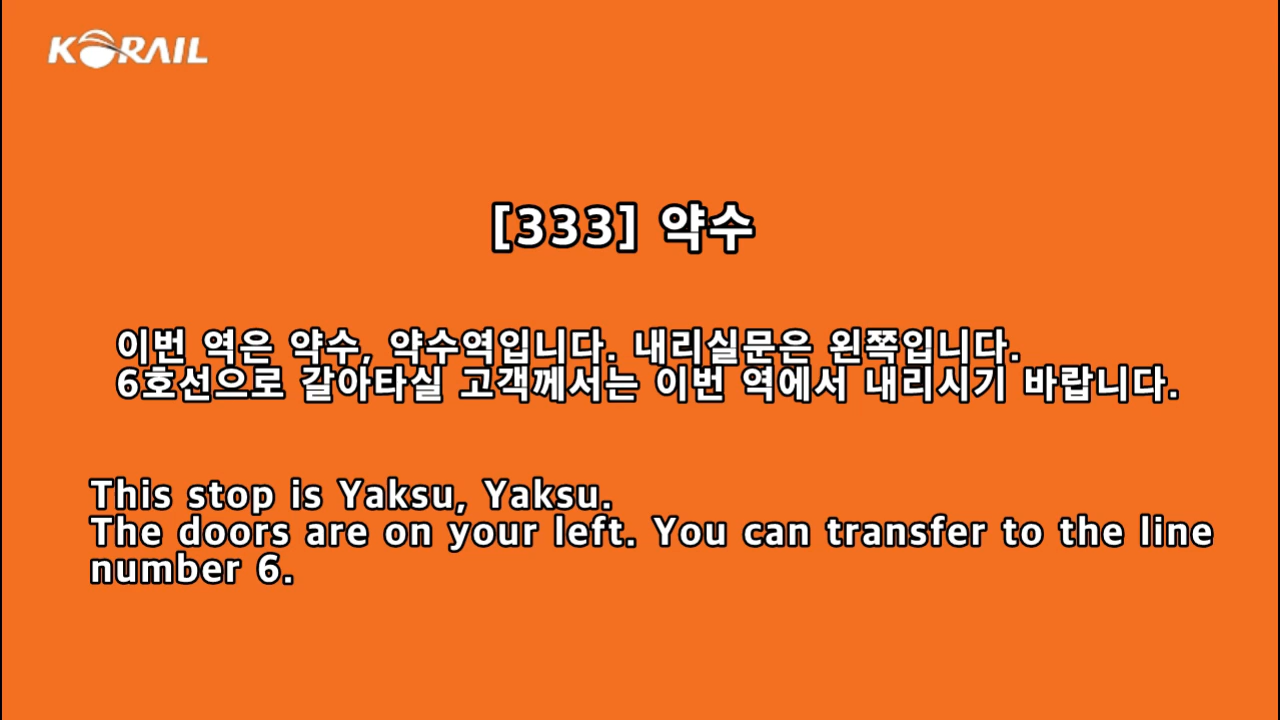 KORAIL
[333] 약수
이번 역은 약수, 약수역입니다. 내리실문은 왼쪽입니다.
6호선으로 갈아타실 고객께서는 이번 역에서 내리시기 바랍니다.
This stop is Yaksu, Yaksu.
The doors are on your left. You can transfer to the line
number 6.